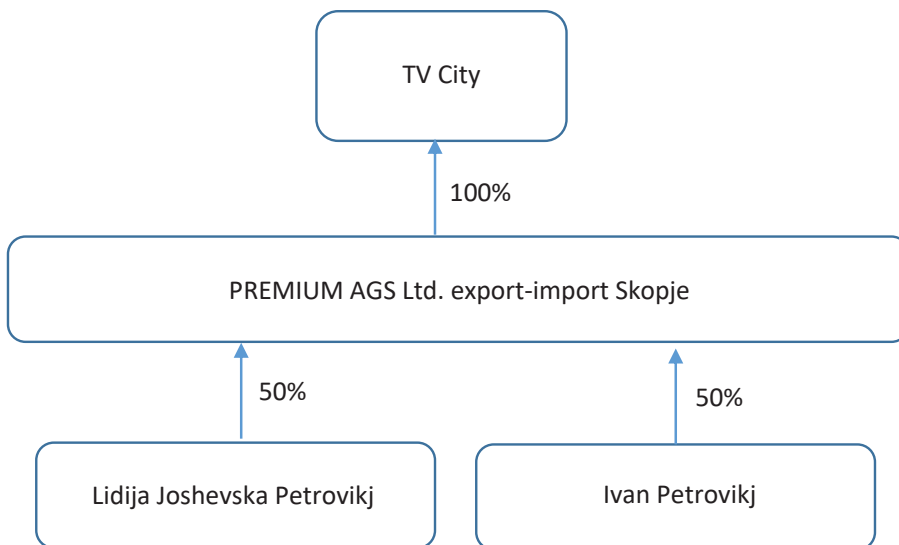 TV City
100%
PREMIUM AGS Ltd. export-import Skopje
50%
50%
Lidija Joshevska Petrovikj
Ivan Petrovikj